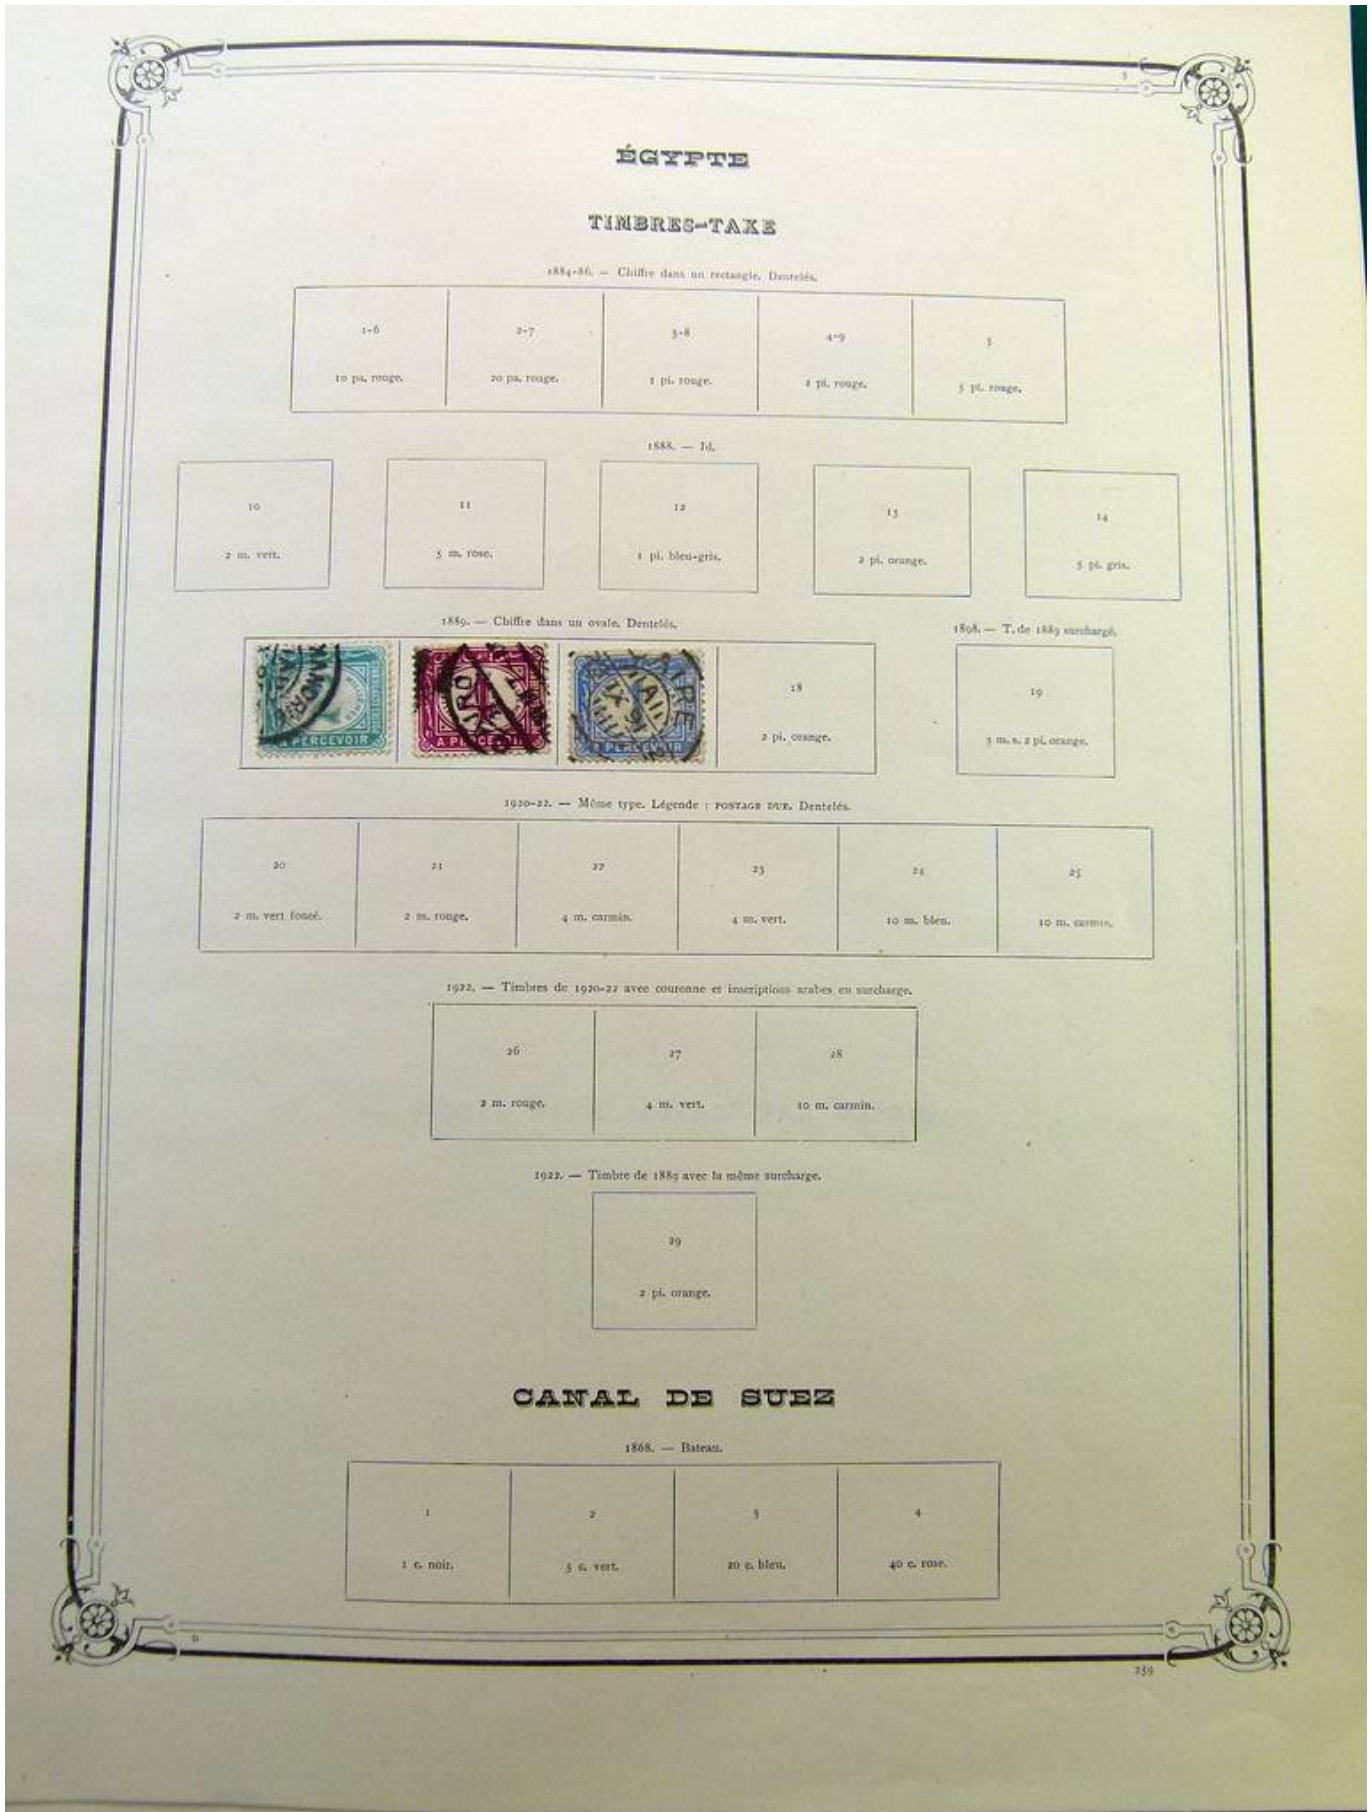 5
ÉGYPTE
TIMBRES-TAXE
1884-86. — Chiffre dans un rectangle. Dentelés.
1-6 2-7 3-8 4-9 5
10 pa. rouge. 20 pa. rouge. 1 pi. rouge. 2 pi. rouge. 5 pi. rouge.
1888. — Id.
10 11 12 13 14
2 m. vert. 5 m. rose. 1 pi. bleu-gris. 2 pi. orange. 5 pi. gris.
1889. — Chiffre dans un ovale. Dentelés.
1898. — T. de 1889 surchargé.
A PERCEVOIR
A PERCEVOIR
CAIRE
A PERCEVOIR
18
2 pi. orange.
19
3 m. s. 2 pi. orange.
1920-22. — Même type. Légende : POSTAGE DUE. Dentelés.
20 21 22 23 24 25
2 m. vert foncé. 2 m. rouge. 4 m. carmin. 4 m. vert. 10 m. bleu. 10 m. carmin.
1922. — Timbres de 1920-22 avec couronne et inscriptions arabes en surcharge.
26 27 28
2 m. rouge. 4 m. vert. 10 m. carmin.
1922. — Timbre de 1889 avec la même surcharge.
29
2 pi. orange.
CANAL DE SUEZ
1868. — Bateau.
1 2 3 4
1 c. noir. 5 c. vert. 20 c. bleu. 40 c. rose.
D
259